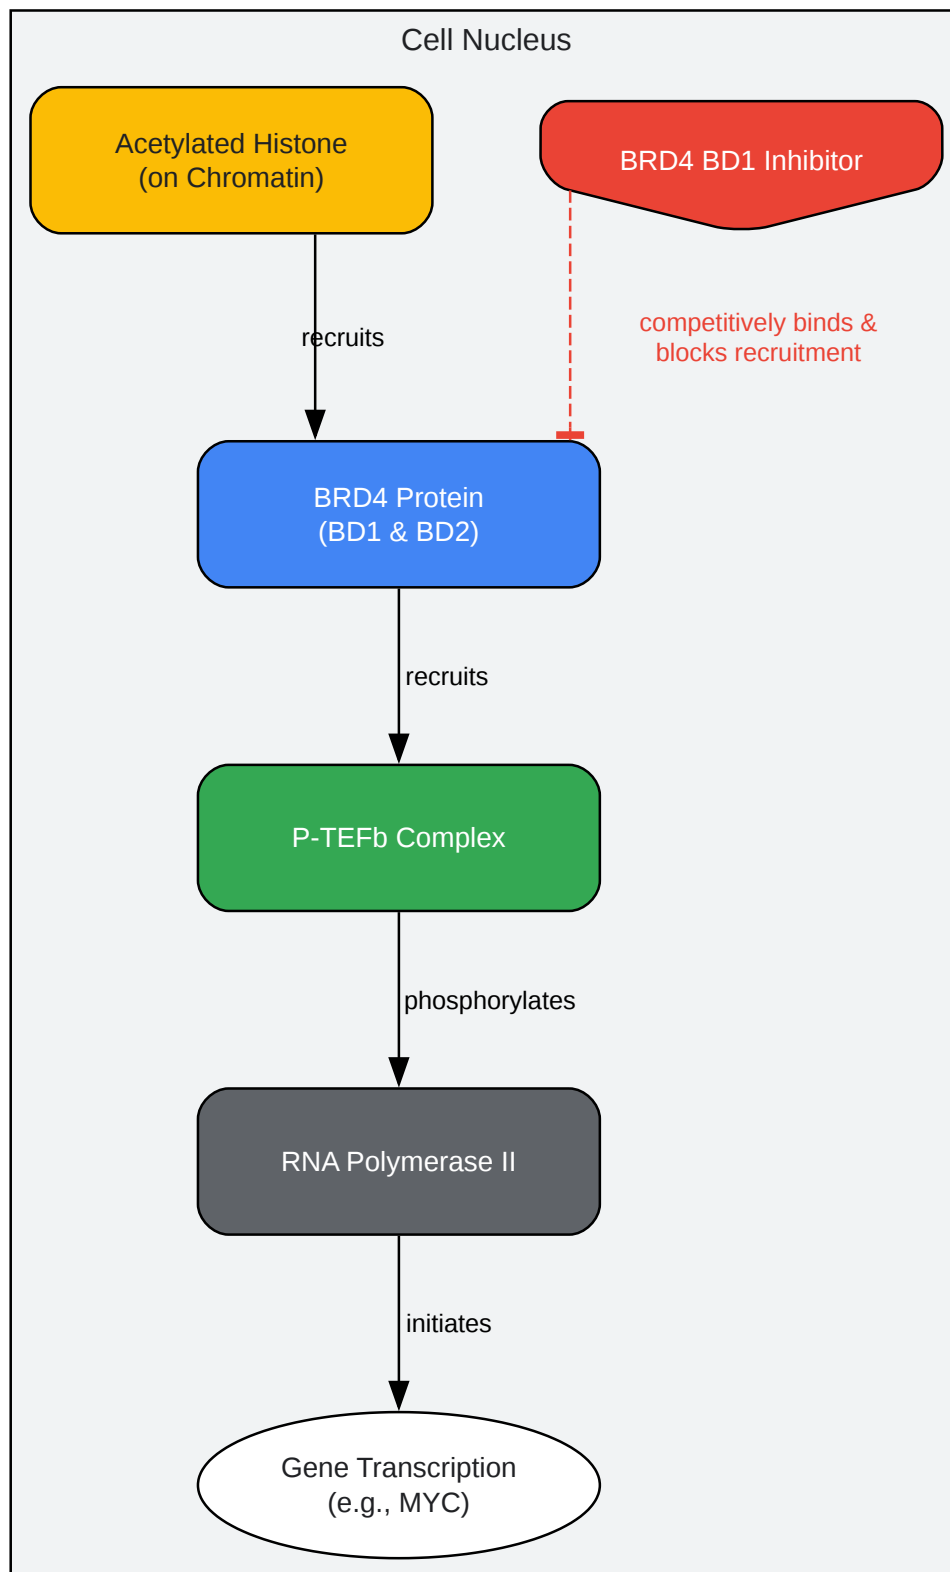 Cell Nucleus
Acetylated Histone
(on Chromatin)
BRD4 BD1 Inhibitor
recruits
competitively binds &
blocks recruitment
BRD4 Protein
(BD1 & BD2)
recruits
P-TEFb Complex
phosphorylates
RNA Polymerase II
initiates
Gene Transcription
(e.g., MYC)